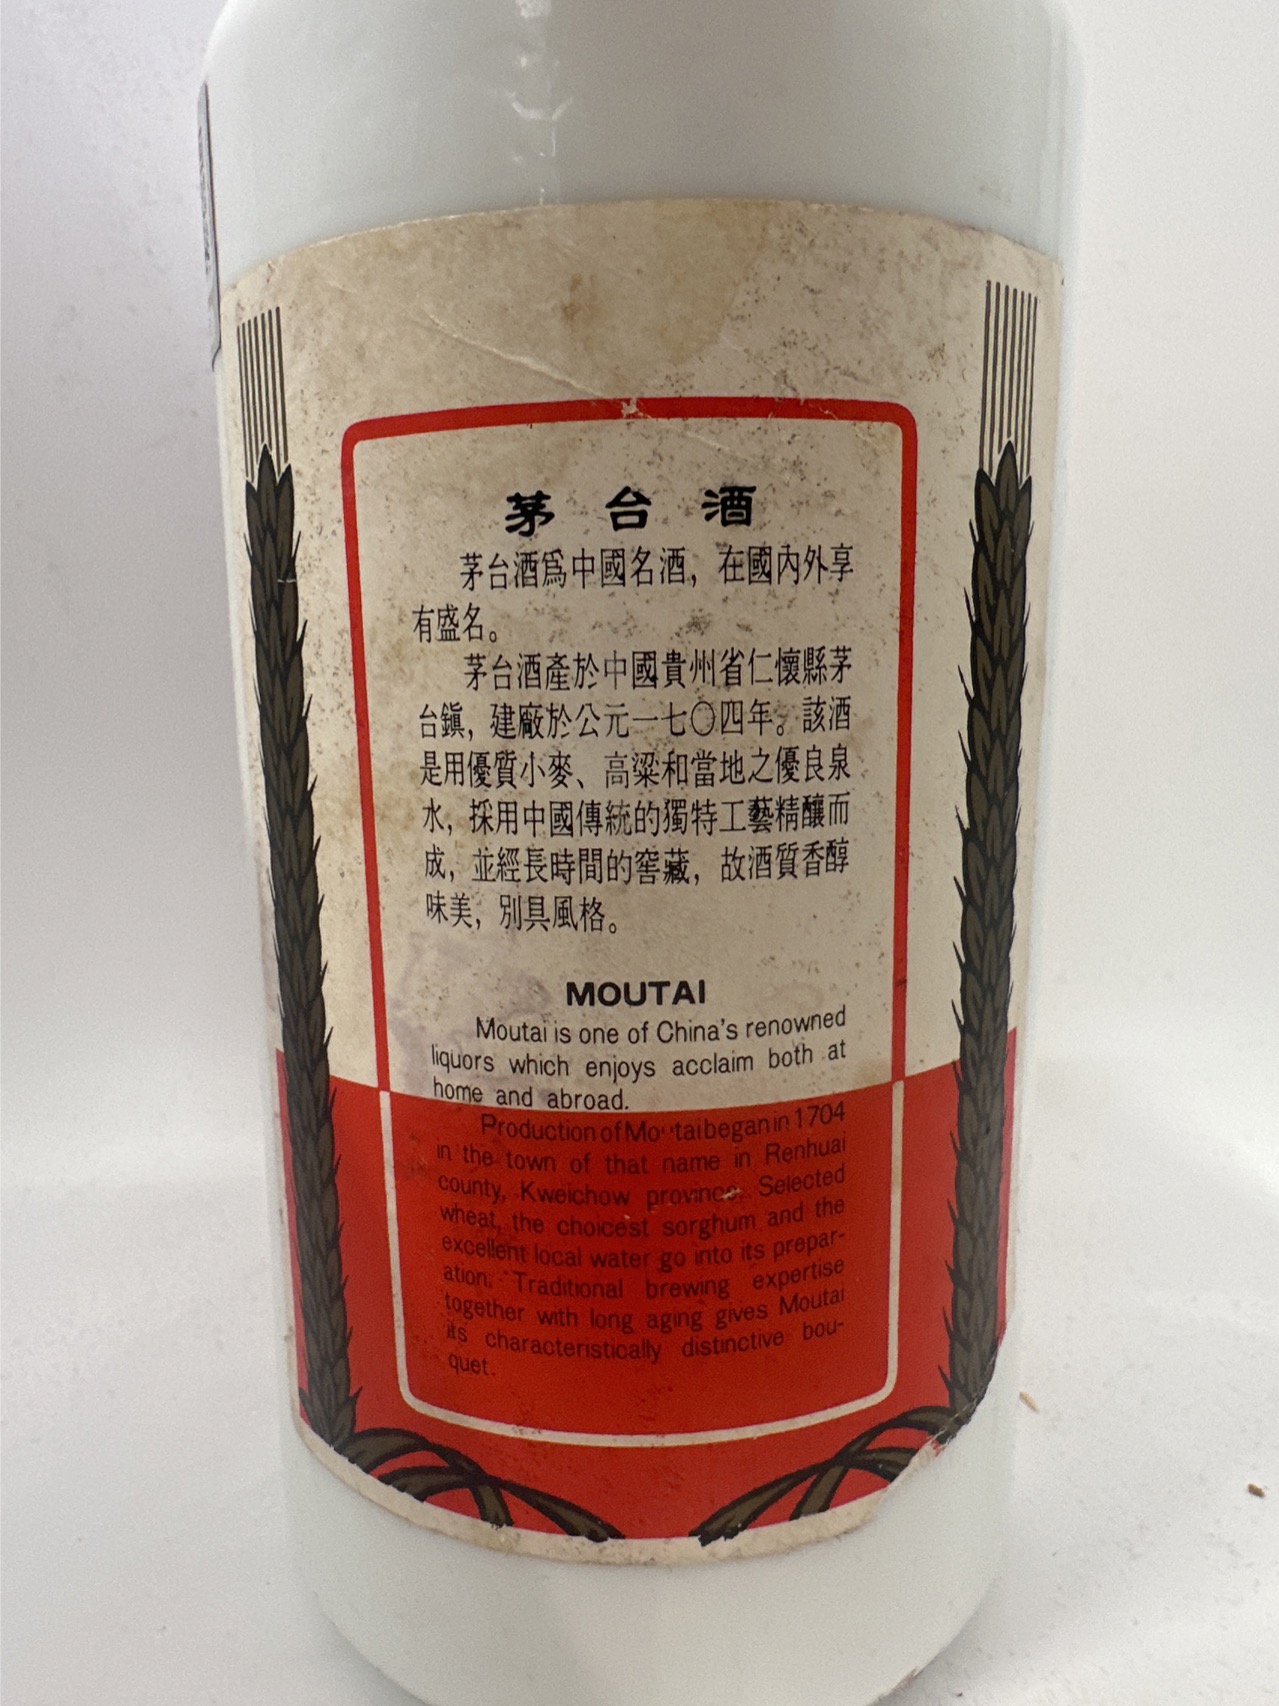 茅台酒
茅台酒爲中國名酒，在國內外享
有盛名。
茅台酒產於中國貴州省仁懷縣茅
台鎭，建廠於公元一七〇四年。該酒
是用優質小麥、高粱和當地之優良泉
水，採用中國傳統的獨特工藝精釀而
成，並經長時間的窖藏，故酒質香醇
味美，別具風格。
MOUTAI
Moutai is one of China's renowned
liquors which enjoys acclaim both at
home and abroad.
Production of Moutai began in 1704
in the town of that name in Renhuai
county, Kweichow province. Selected
wheat, the choicest sorghum and the
excellent local water go into its prepar-
ation. Traditional brewing expertise
together with long aging gives Moutai
its characteristically distinctive bou-
quet.